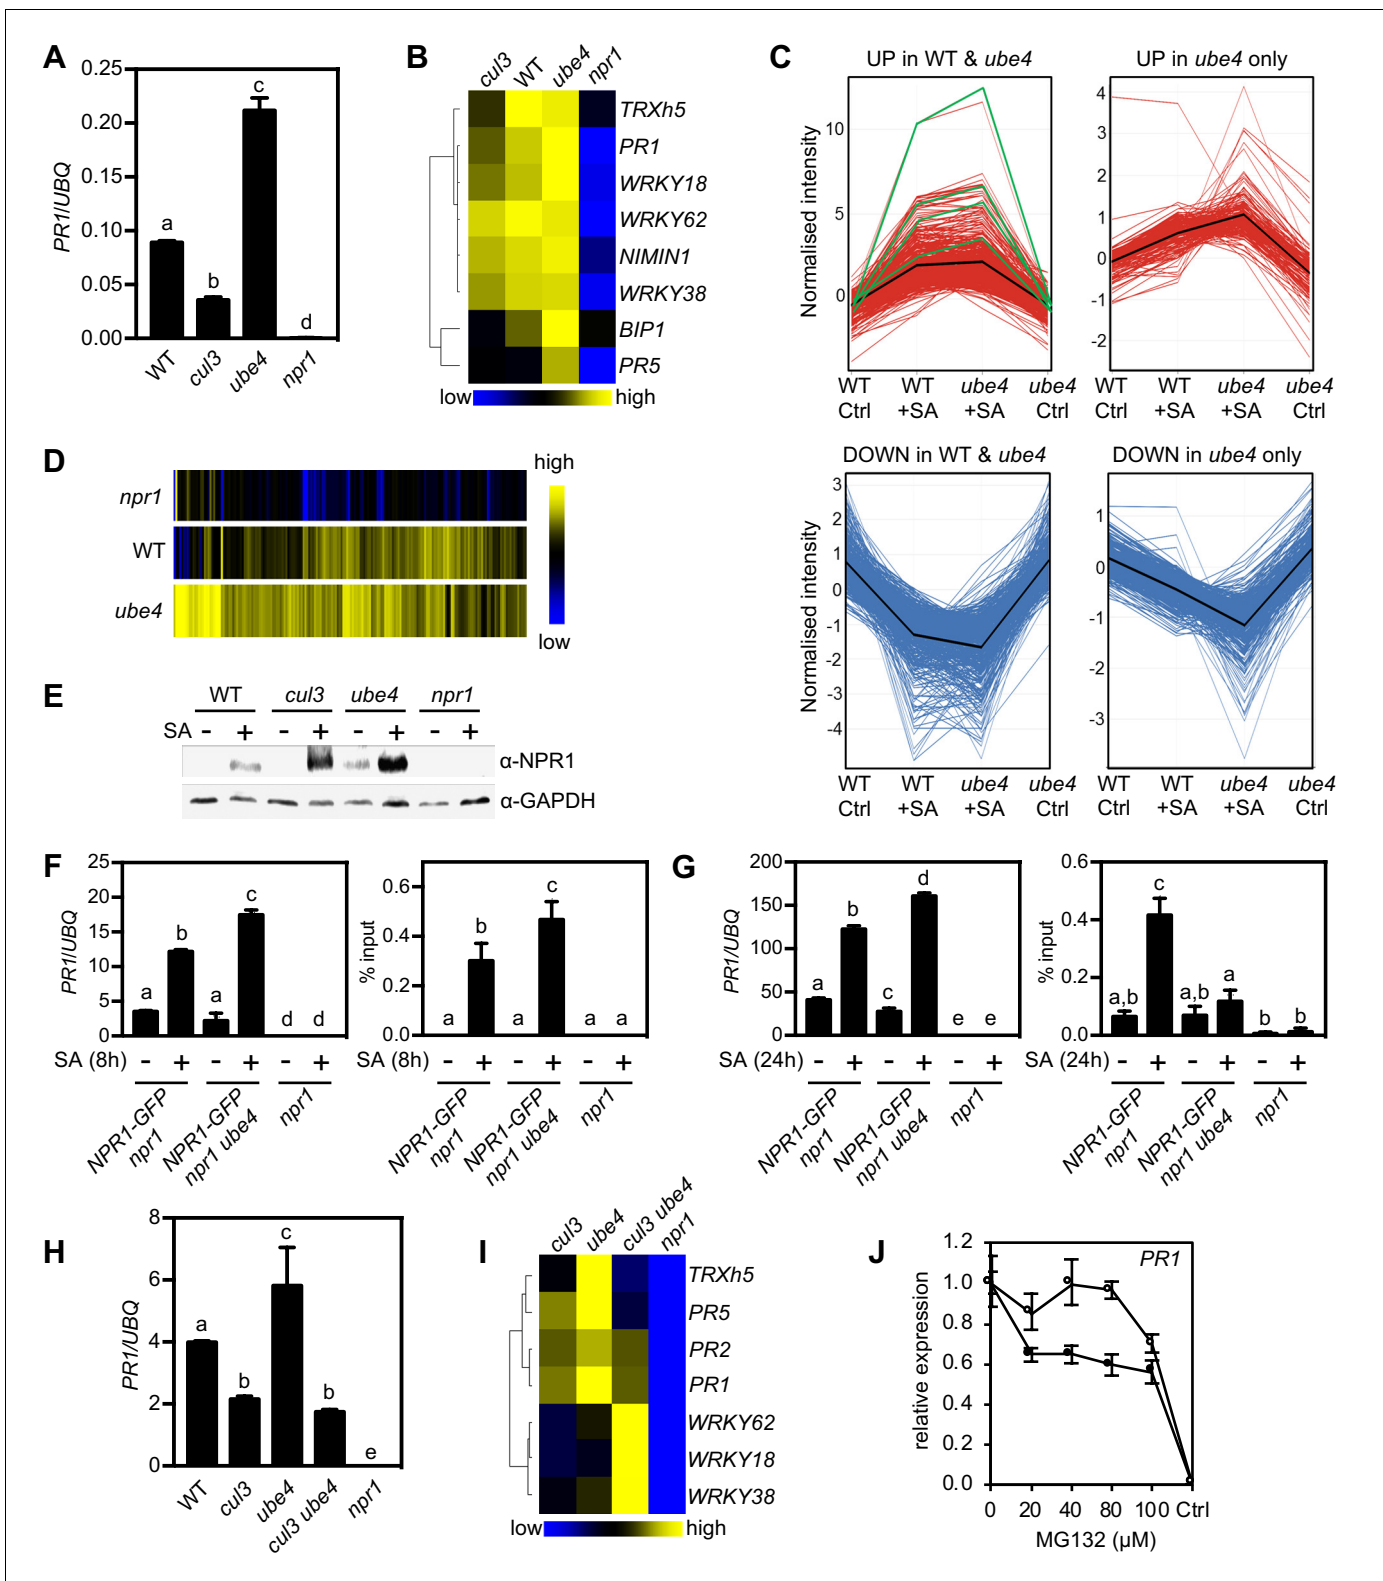 A
0.25
0.20
0.15
0.10
0.05
0.00
PR1/UBQ
a
b
c
d
WT
cul3
ube4
npr1
B
cul3
WT
ube4
npr1
TRXh5
PR1
WRKY18
WRKY62
NIMIN1
WRKY38
BIP1
PR5
low
high
C
UP in WT & ube4
Normalised intensity
10
5
0
WT Ctrl
WT +SA
ube4 +SA
ube4 Ctrl
UP in ube4 only
4
3
2
1
0
-1
-2
WT Ctrl
WT +SA
ube4 +SA
ube4 Ctrl
DOWN in WT & ube4
Normalised intensity
3
2
1
0
-1
-2
-3
-4
WT Ctrl
WT +SA
ube4 +SA
ube4 Ctrl
DOWN in ube4 only
1
0
-1
-2
-3
WT Ctrl
WT +SA
ube4 +SA
ube4 Ctrl
D
npr1
WT
ube4
high
low
E
WT cul3 ube4 npr1
SA - + - + - + - +
α-NPR1
α-GAPDH
F
25
20
15
10
5
0
PR1/UBQ
a
b
a
c
d
d
SA (8h) - + - + - +
NPR1-GFP npr1
NPR1-GFP npr1 ube4
npr1
0.6
0.4
0.2
0.0
% input
a
b
a
c
a
a
SA (8h) - + - + - +
NPR1-GFP npr1
NPR1-GFP npr1 ube4
npr1
G
200
150
100
50
0
PR1/UBQ
a
b
c
d
e
e
SA (24h) - + - + - +
NPR1-GFP npr1
NPR1-GFP npr1 ube4
npr1
0.6
0.4
0.2
0.0
% input
a,b
c
a,b
a
b
b
SA (24h) - + - + - +
NPR1-GFP npr1
NPR1-GFP npr1 ube4
npr1
H
8
6
4
2
0
PR1/UBQ
a
b
c
b
e
WT
cul3
ube4
cul3 ube4
npr1
I
cul3
ube4
cul3 ube4
npr1
TRXh5
PR5
PR2
PR1
WRKY62
WRKY18
WRKY38
low
high
J
PR1
1.2
1.0
0.8
0.6
0.4
0.2
0.0
relative expression
0 20 40 80 100 Ctrl
MG132 (µM)